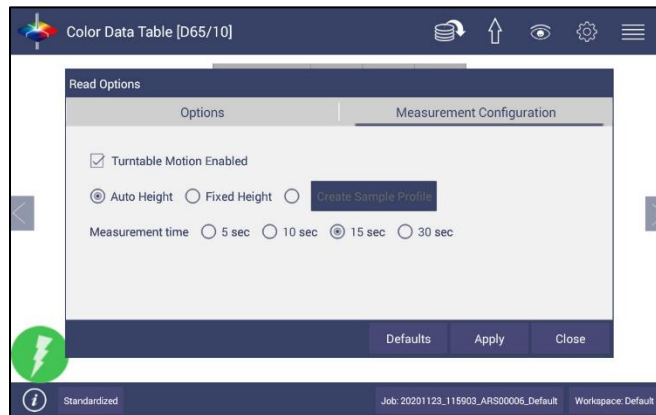 Color Data Table [D65/10]
Read Options
Options Measurement Configuration
Turntable Motion Enabled
Auto Height Fixed Height Create Sample Profile
Measurement time 5 sec 10 sec 15 sec 30 sec
Defaults Apply Close
i Standardized Job: 20201123_115903_ARS00006_Default Workspace: Default